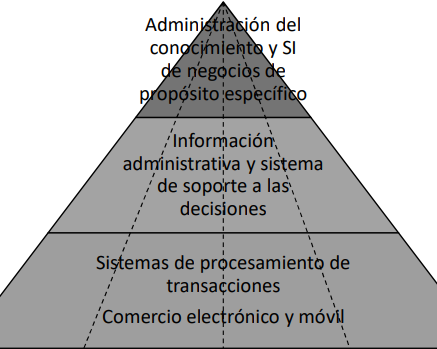 Administración del
conocimiento y SI
de negocios de
propósito específico
Información
administrativa y sistema
de soporte a las
decisiones
Sistemas de procesamiento de
transacciones
Comercio electrónico y móvil